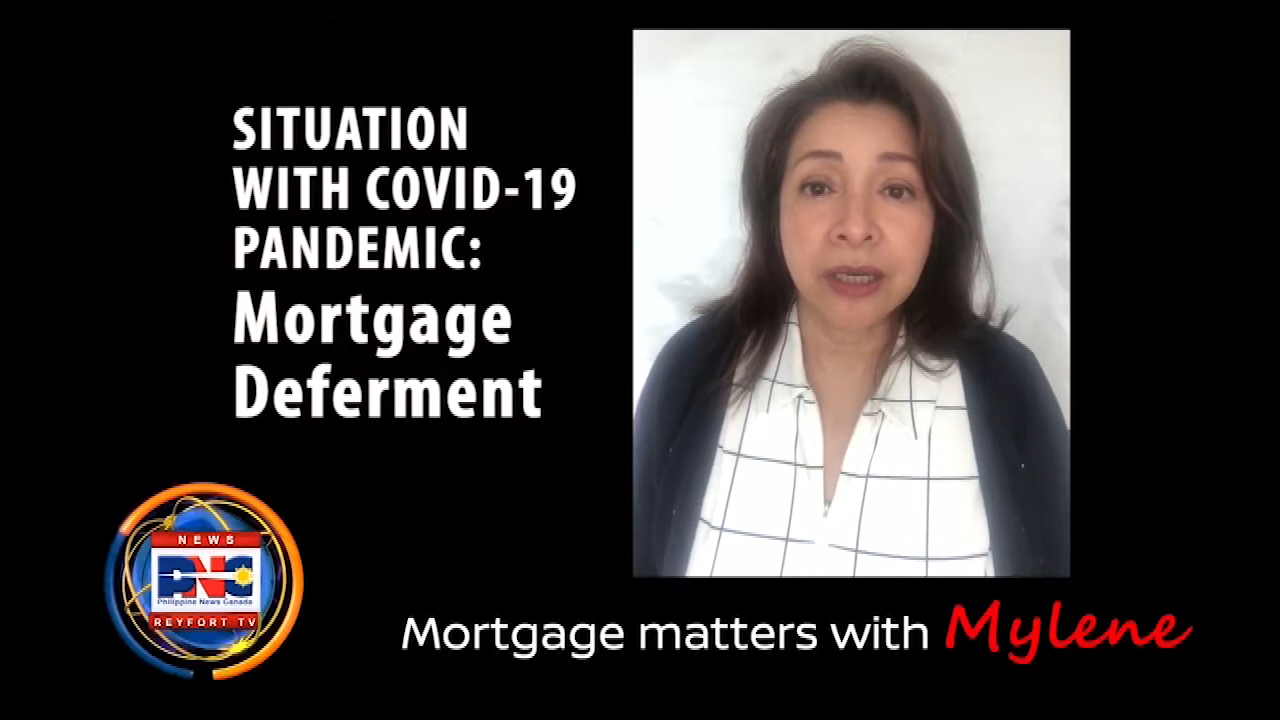 SITUATION
WITH COVID-19
PANDEMIC:
Mortgage
Deferment
NEWS
PNC
Philippine News Canada
REYFORT TV
Mortgage matters with Mylene